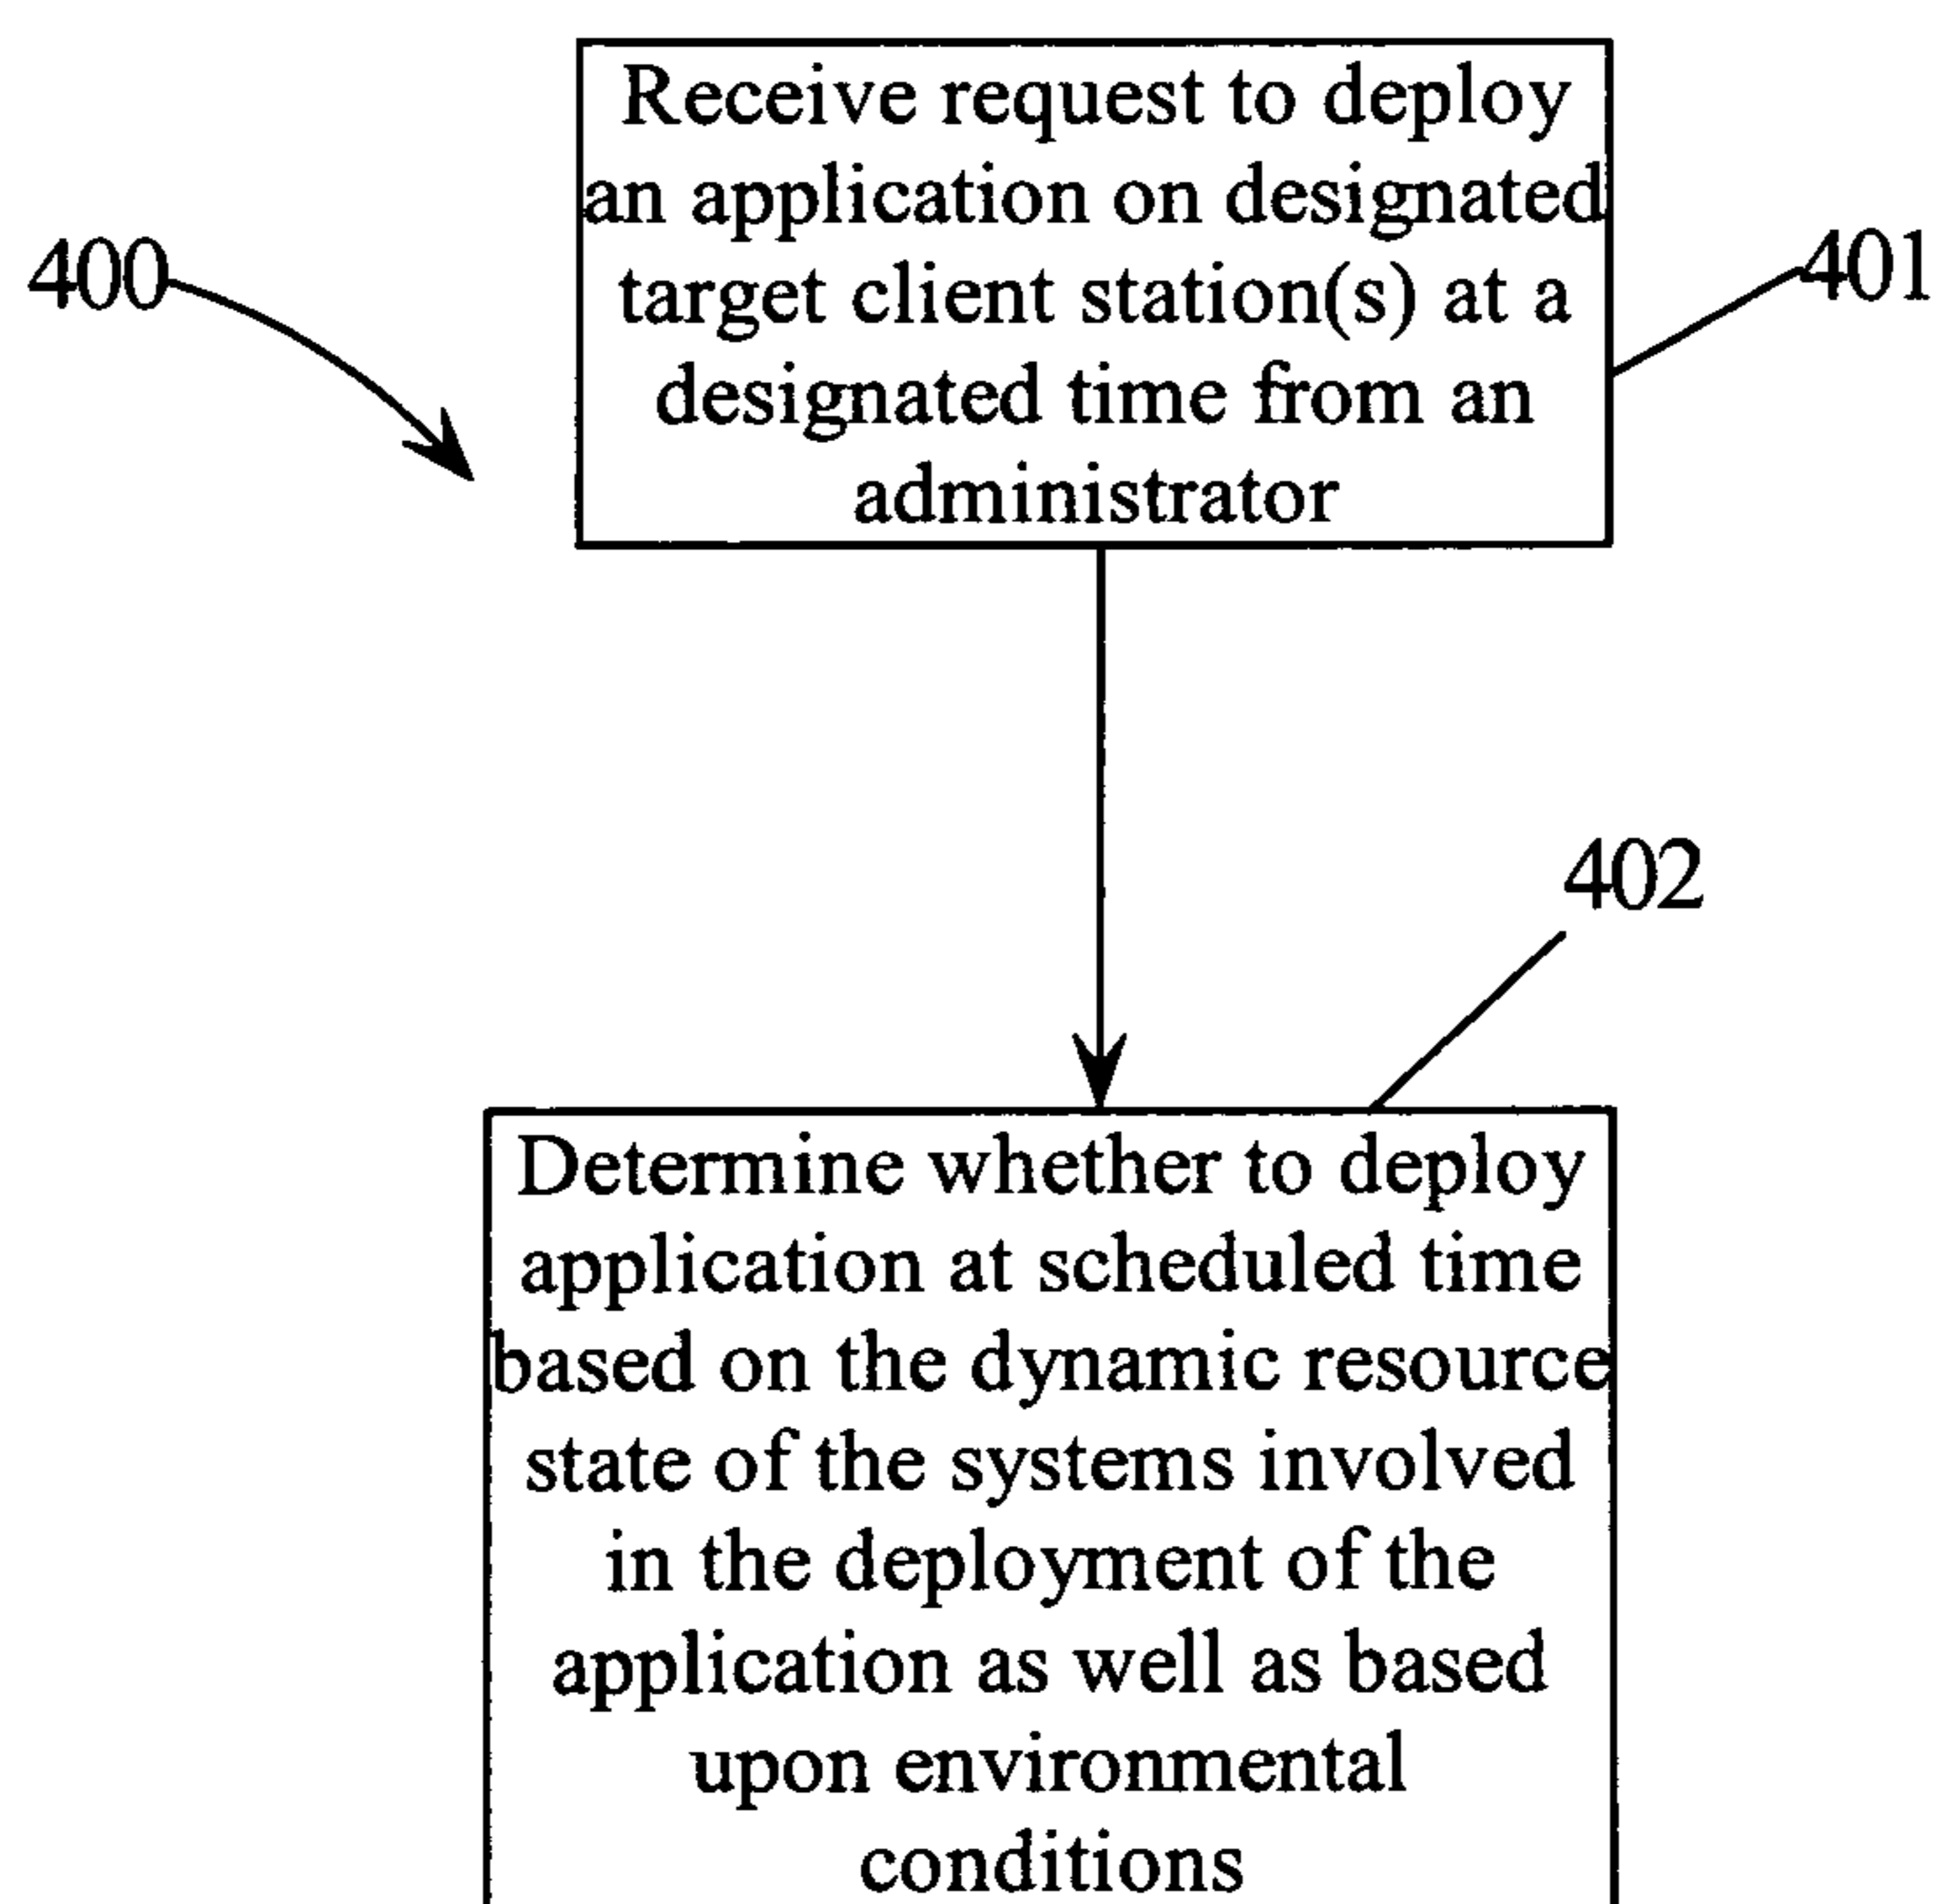 Receive request to deploy
an application on designated
target client station(s) at a
designated time from an
administrator
400
401
402
Determine whether to deploy
application at scheduled time
based on the dynamic resource
state of the systems involved
in the deployment of the
application as well as based
upon environmental
conditions